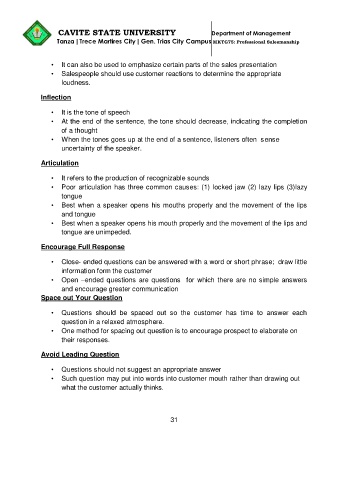 CAVITE STATE UNIVERSITY
Department of Management
Tanza |Trece Martires City | Gen. Trias City Campus MKTG75: Professional Salesmanship
• It can also be used to emphasize certain parts of the sales presentation
• Salespeople should use customer reactions to determine the appropriate
loudness.
Inflection
• It is the tone of speech
• At the end of the sentence, the tone should decrease, indicating the completion
of a thought
• When the tones goes up at the end of a sentence, listeners often sense
uncertainty of the speaker.
Articulation
• It refers to the production of recognizable sounds
• Poor articulation has three common causes: (1) locked jaw (2) lazy lips (3)lazy
tongue
• Best when a speaker opens his mouths properly and the movement of the lips
and tongue
• Best when a speaker opens his mouth properly and the movement of the lips and
tongue are unimpeded.
Encourage Full Response
• Close- ended questions can be answered with a word or short phrase; draw little
information form the customer
• Open –ended questions are questions for which there are no simple answers
and encourage greater communication
Space out Your Question
• Questions should be spaced out so the customer has time to answer each
question in a relaxed atmosphere.
• One method for spacing out question is to encourage prospect to elaborate on
their responses.
Avoid Leading Question
• Questions should not suggest an appropriate answer
• Such question may put into words into customer mouth rather than drawing out
what the customer actually thinks.
31